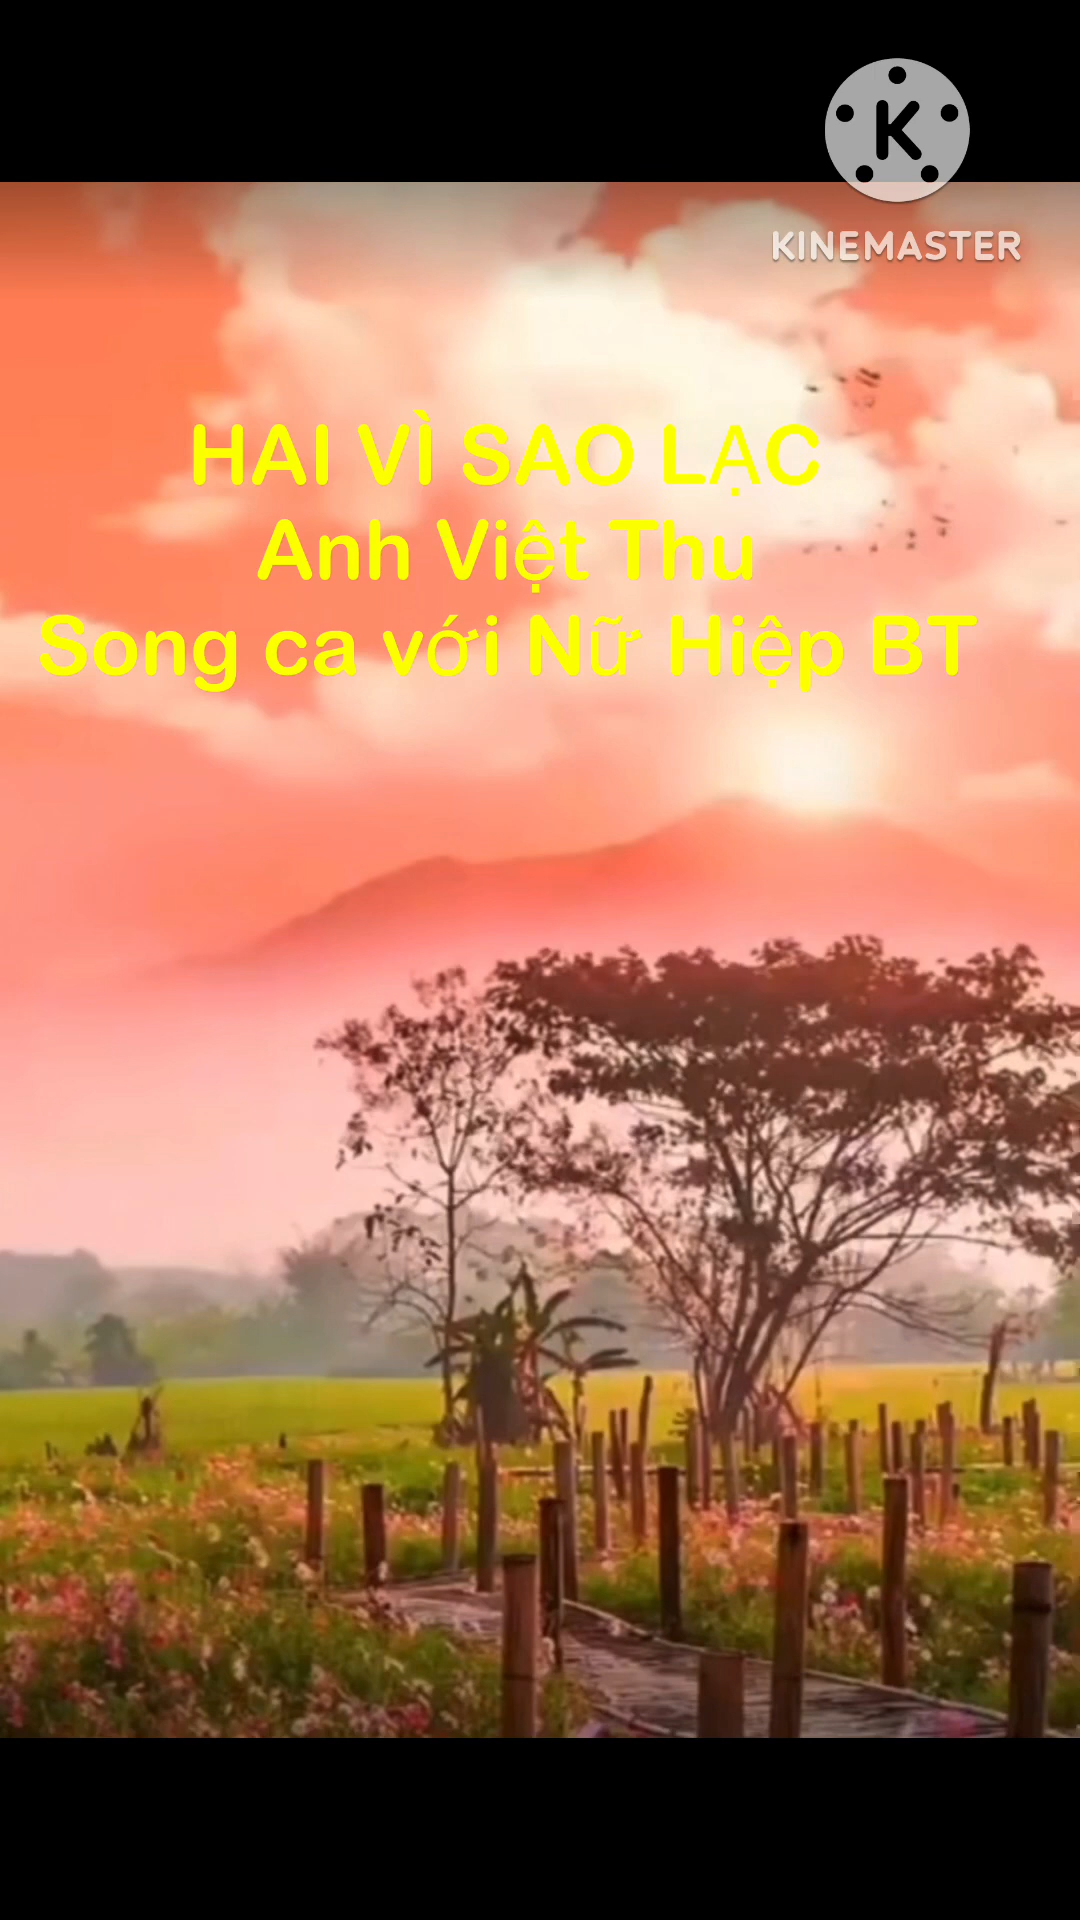 K
KINEMASTER
HAI VÌ SAO LẠC
Anh Việt Thu
Song ca với Nữ Hiệp BT